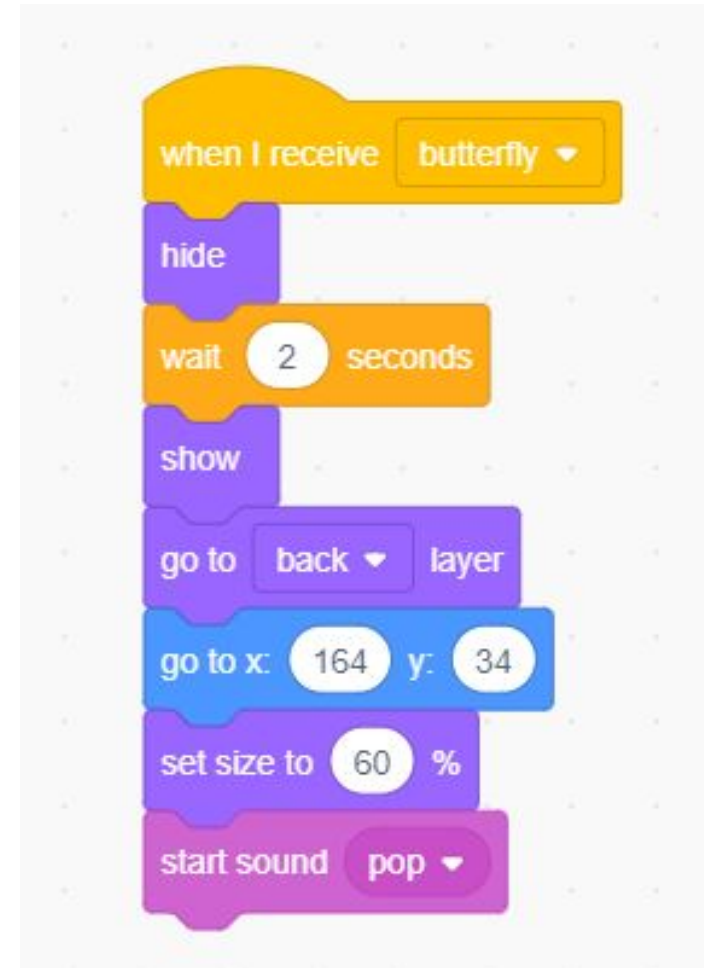 when I receive butterfly
hide
wait 2 seconds
show
go to back layer
go to x: 164 y: 34
set size to 60 %
start sound pop